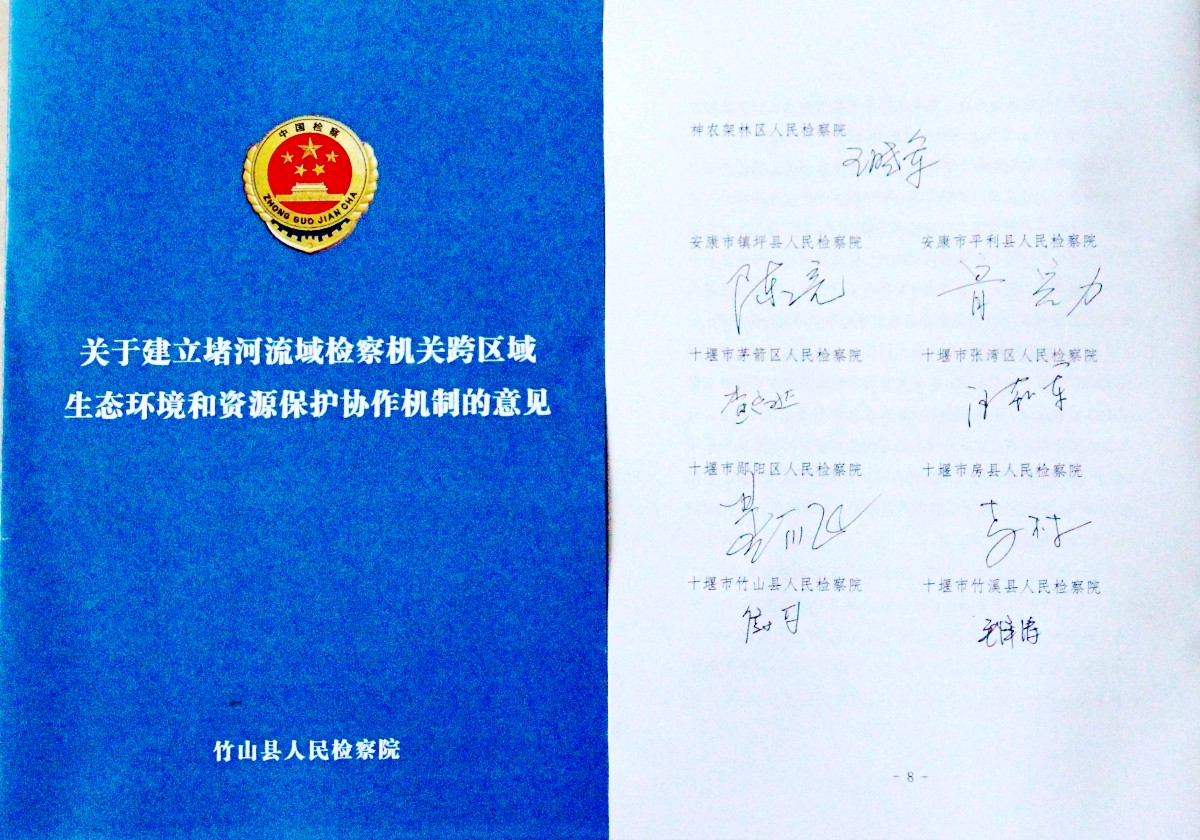 中国检察
ZHONG GUO JIAN CHA
关于建立堵河流域检察机关跨区域
生态环境和资源保护协作机制的意见
竹山县人民检察院
神农架林区人民检察院
安康市镇坪县人民检察院 安康市平利县人民检察院
陈亮
十堰市茅箭区人民检察院 十堰市张湾区人民检察院
十堰市郧阳区人民检察院 十堰市房县人民检察院
十堰市竹山县人民检察院 十堰市竹溪县人民检察院
- 8 -